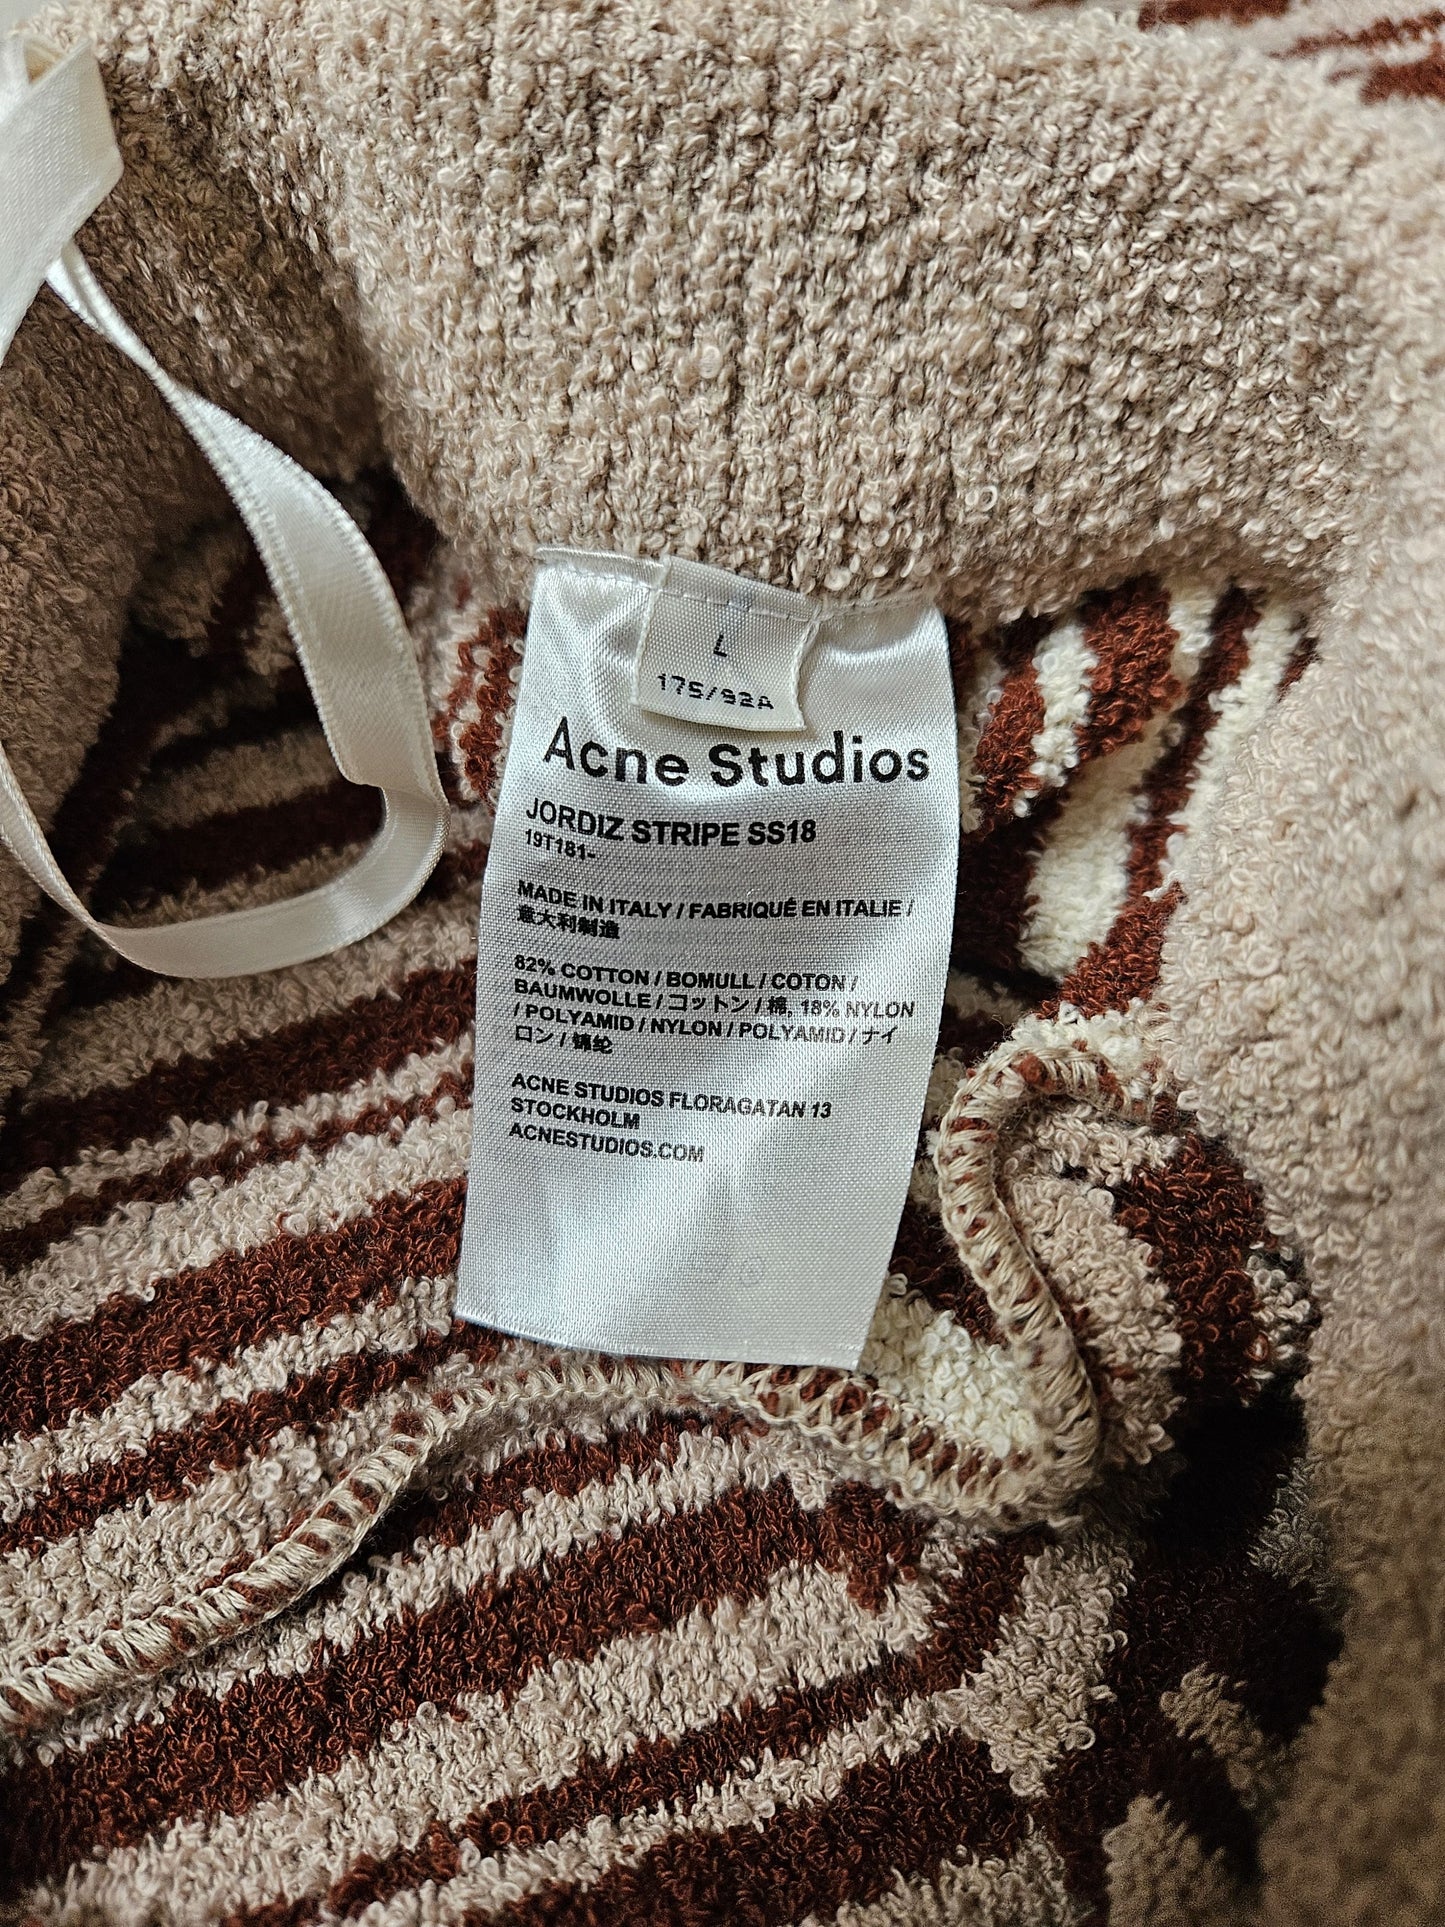 L
175/92A
Acne Studios
JORDIZ STRIPE SS18
19T181-
MADE IN ITALY / FABRIQUÉ EN ITALIE /
意大利制造
82% COTTON / BOMULL / COTON /
BAUMWOLLE / コットン / 棉, 18% NYLON
/ POLYAMID / NYLON / POLYAMID / ナイ
ロン / 锦纶
ACNE STUDIOS FLORAGATAN 13
STOCKHOLM
ACNESTUDIOS.COM